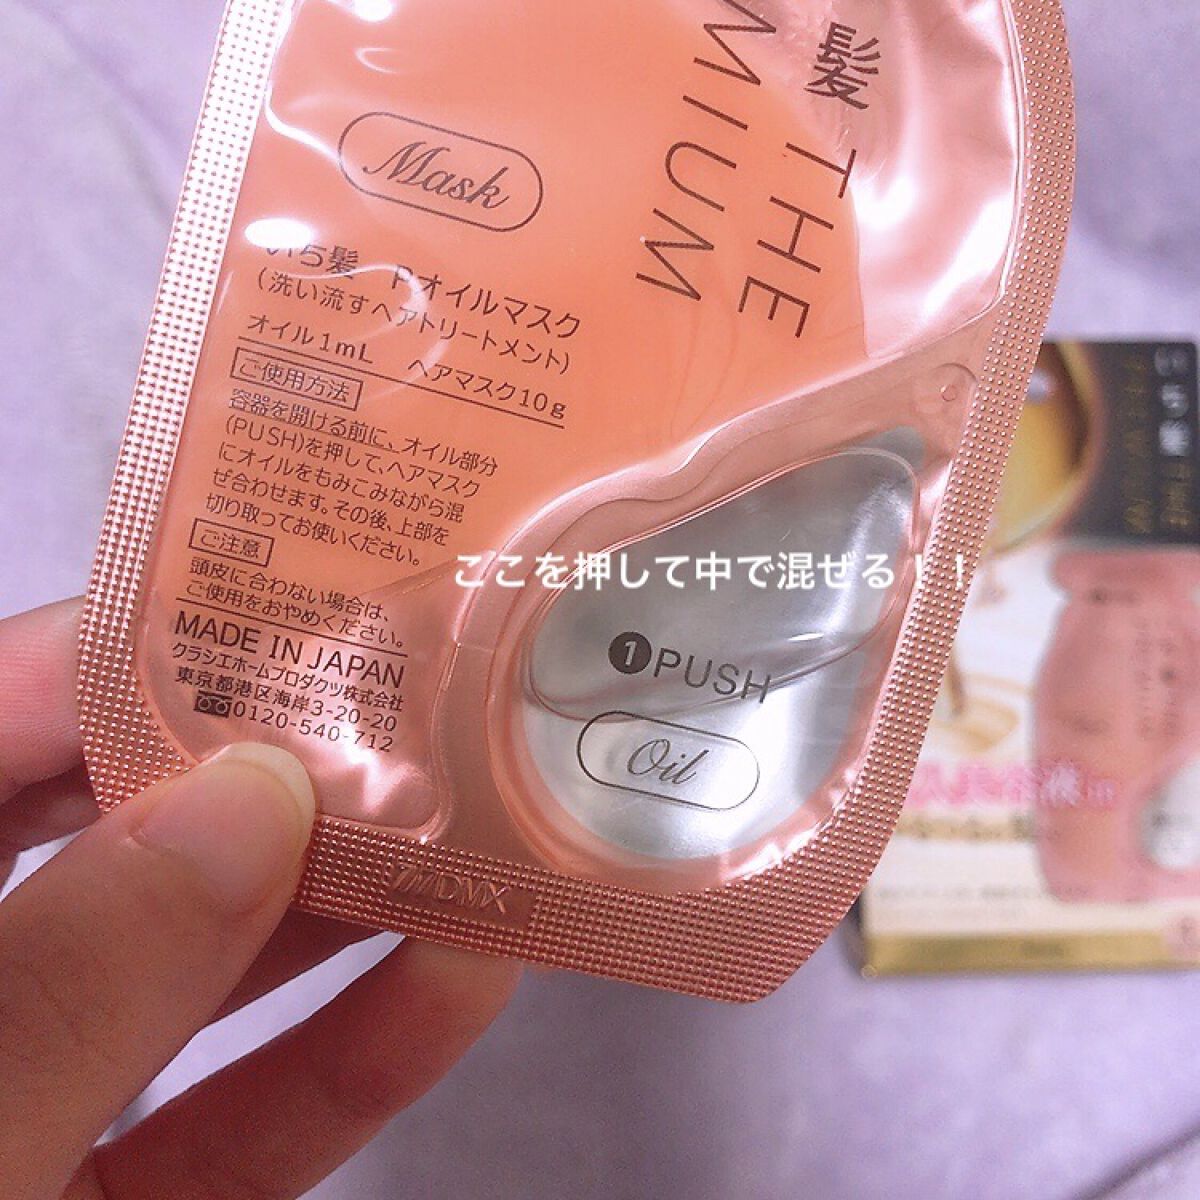 髪 THE
MIUM
Mask
いち髪 Pオイルマスク
(洗い流すヘアトリートメント)
オイル1mL ヘアマスク10g
ご使用方法
容器を開ける前に、オイル部分
(PUSH)を押して、ヘアマスク
にオイルをもみこみながら混
ぜ合わせます。その後、上部を
切り取ってお使いください。
ご注意
頭皮に合わない場合は、
ご使用をおやめください。
MADE IN JAPAN
クラシエホームプロダクツ株式会社
東京都港区海岸3-20-20
0120-540-712
ここを押して中で混ぜる！！
1 PUSH
Oil
7MDMX